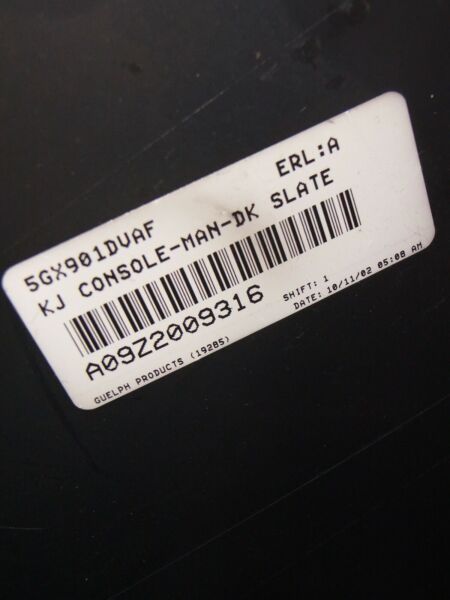 5GX901DVAF ERL:A
KJ CONSOLE-MAN-DK SLATE
A09Z2009316
SHIFT: 1
GUELPH PRODUCTS (19285)
DATE: 10/11/02 05:08 AM